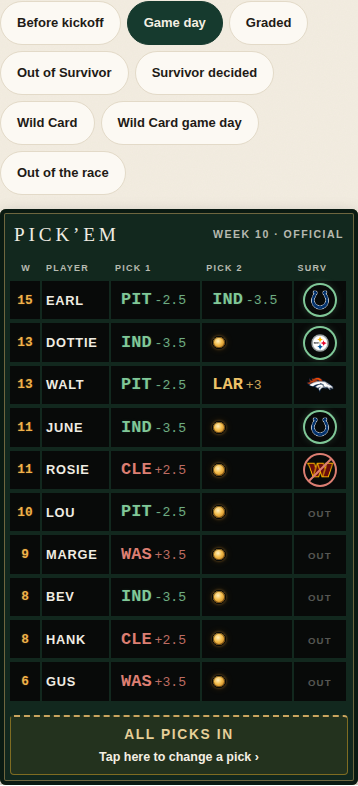 Before kickoff Game day Graded
Out of Survivor Survivor decided
Wild Card Wild Card game day
Out of the race
PICK’EM WEEK 10 · OFFICIAL
W PLAYER PICK 1 PICK 2 SURV
15 EARL PIT -2.5 IND -3.5
13 DOTTIE IND -3.5
13 WALT PIT -2.5 LAR +3
11 JUNE IND -3.5
11 ROSIE CLE +2.5
10 LOU PIT -2.5 OUT
9 MARGE WAS +3.5 OUT
8 BEV IND -3.5 OUT
8 HANK CLE +2.5 OUT
6 GUS WAS +3.5 OUT
ALL PICKS IN
Tap here to change a pick ›